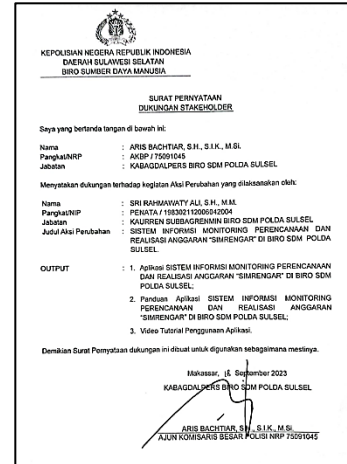 KEPOLISIAN NEGERA REPUBLIK INDONESIA
DAERAH SULAWESI SELATAN
BIRO SUMBER DAYA MANUSIA
SURAT PERNYATAAN
DUKUNGAN STAKEHOLDER
Saya yang bertanda tangan di bawah ini:
Nama : ARIS BACHTIAR, S.H., S.I.K., M.Si.
Pangkat/NRP : AKBP / 75091045
Jabatan : KABAGDALPERS BIRO SDM POLDA SULSEL
Menyatakan dukungan terhadap kegiatan Aksi Perubahan yang dilaksanakan oleh:
Nama : SRI RAHMAWATY ALI, S.H., M.M.
Pangkat/NIP : PENATA / 198302112006042004
Jabatan : KAURREN SUBBAGRENMIN BIRO SDM POLDA SULSEL
Judul Aksi Perubahan : SISTEM INFORMSI MONITORING PERENCANAAN DAN
REALISASI ANGGARAN "SIMRENGAR" DI BIRO SDM POLDA
SULSEL.
OUTPUT : 1. Aplikasi SISTEM INFORMSI MONITORING PERENCANAAN
DAN REALISASI ANGGARAN "SIMRENGAR" DI BIRO SDM
POLDA SULSEL;
2. Panduan Aplikasi SISTEM INFORMSI MONITORING
PERENCANAAN DAN REALISASI ANGGARAN
"SIMRENGAR" DI BIRO SDM POLDA SULSEL;
3. Video Tutorial Penggunaan Aplikasi.
Demikian Surat Pernyataan dukungan ini dibuat untuk digunakan sebagaimana mestinya.
Makassar, September 2023
KABAGDALPERS BIRO SDM POLDA SULSEL
ARIS BACHTIAR, S.H., S.I.K., M.Si.
AJUN KOMISARIS BESAR POLISI NRP 75091045